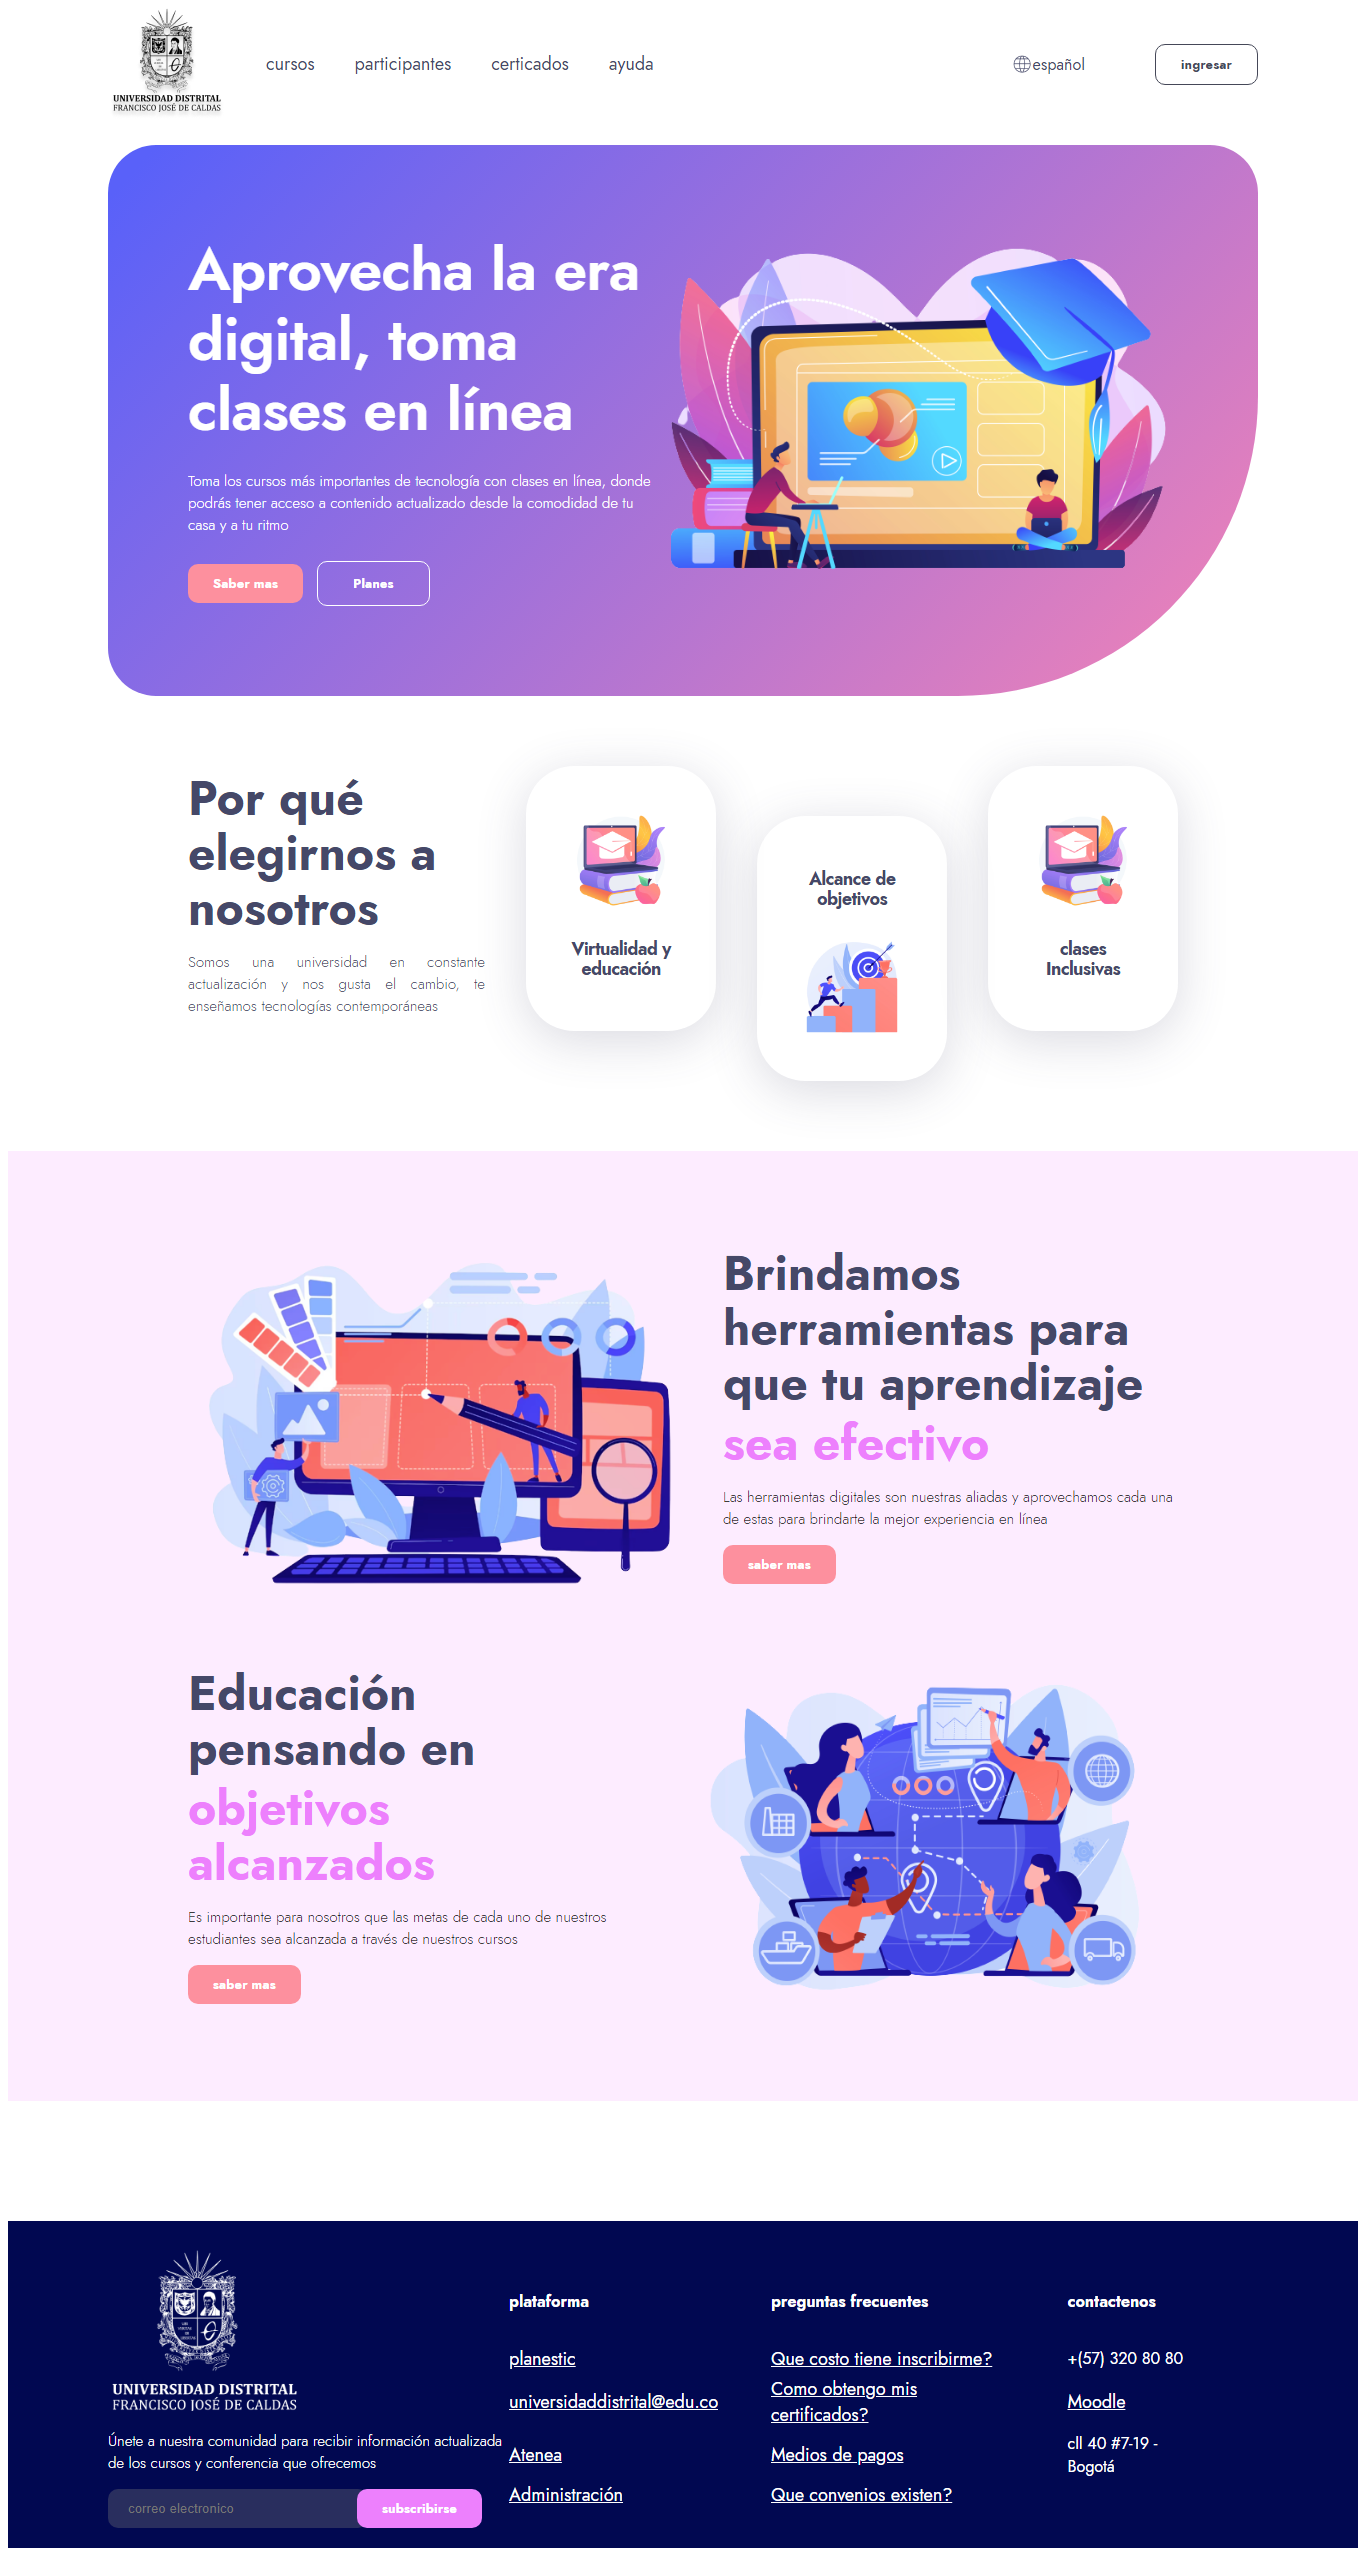 UNIVERSIDAD DISTRITAL
FRANCISCO JOSÉ DE CALDAS
cursos
participantes
certicados
ayuda
español
ingresar
Aprovecha la era
digital, toma
clases en línea
Toma los cursos más importantes de tecnología con clases en línea, donde
podrás tener acceso a contenido actualizado desde la comodidad de tu
casa y a tu ritmo
Saber mas
Planes
Por qué
elegirnos a
nosotros
Somos una universidad en constante
actualización y nos gusta el cambio, te
enseñamos tecnologías contemporáneas
Virtualidad y
educación
Alcance de
objetivos
clases
Inclusivas
Brindamos
herramientas para
que tu aprendizaje
sea efectivo
Las herramientas digitales son nuestras aliadas y aprovechamos cada una
de estas para brindarte la mejor experiencia en línea
saber mas
Educación
pensando en
objetivos
alcanzados
Es importante para nosotros que las metas de cada uno de nuestros
estudiantes sea alcanzada a través de nuestros cursos
saber mas
UNIVERSIDAD DISTRITAL
FRANCISCO JOSÉ DE CALDAS
Únete a nuestra comunidad para recibir información actualizada
de los cursos y conferencia que ofrecemos
correo electronico
subscribirse
plataforma
planestic
universidaddistrital@edu.co
Atenea
Administración
preguntas frecuentes
Que costo tiene inscribirme?
Como obtengo mis
certificados?
Medios de pagos
Que convenios existen?
contactenos
+(57) 320 80 80
Moodle
cll 40 #7-19 -
Bogotá